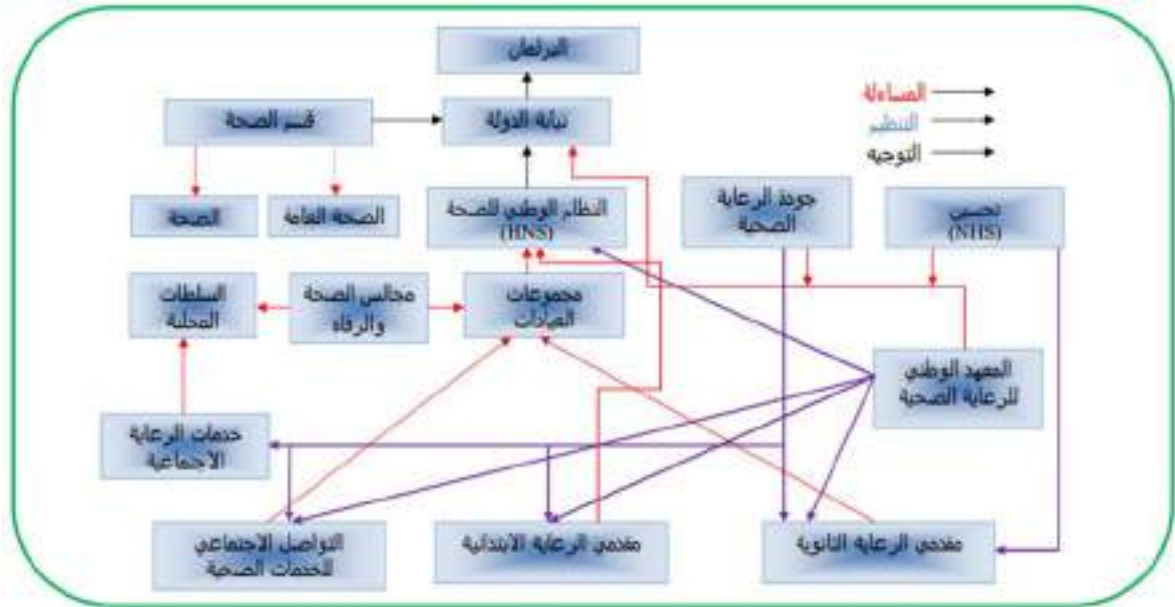 البرلمان
المساءلة
قسم الصحة
نيابة الدولة
التنظيم
التوجيه
الصحة
الصحة العامة
النظام الوطني للصحة
(HNS)
جودة الرعاية
الصحية
تحسين
(NHS)
السلطات
المحلية
مجالس الصحة
والرفاه
مجموعات
العيادات
المعهد الوطني
للرعاية الصحية
خدمات الرعاية
الاجتماعية
التواصل الاجتماعي
للخدمات الصحية
مقدمي الرعاية الابتدائية
مقدمي الرعاية الثانوية